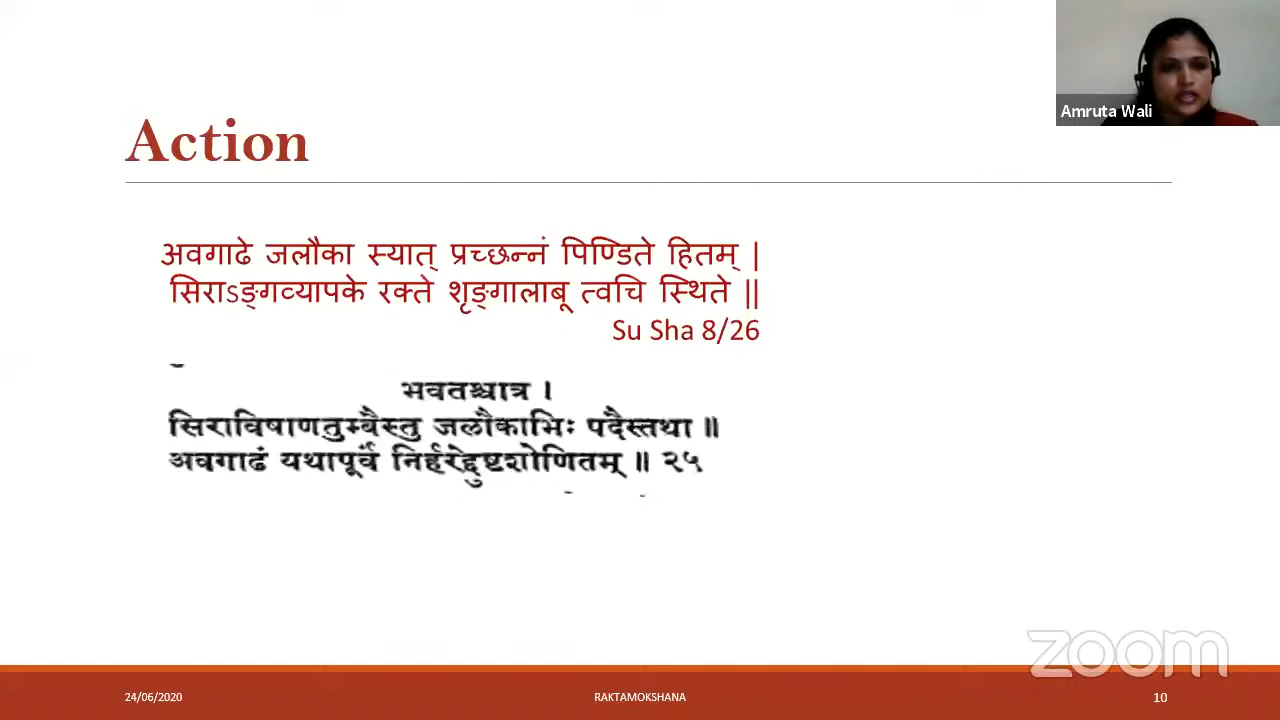 Amruta Wali
Action
अवगाढे जलौका स्यात् प्रच्छन्नं पिण्डिते हितम् |
सिराऽङ्गव्यापके रक्ते शृङ्गालाबू त्वचि स्थिते ||
Su Sha 8/26
भवतश्चात्र ।
सिराविषाणतुम्बैस्तु जलौकाभिः पदैस्तथा ॥
अवगाढं यथापूर्वं निर्हरेद्दुष्टशोणितम् ॥ २५
zoom
24/06/2020 RAKTAMOKSHANA 10